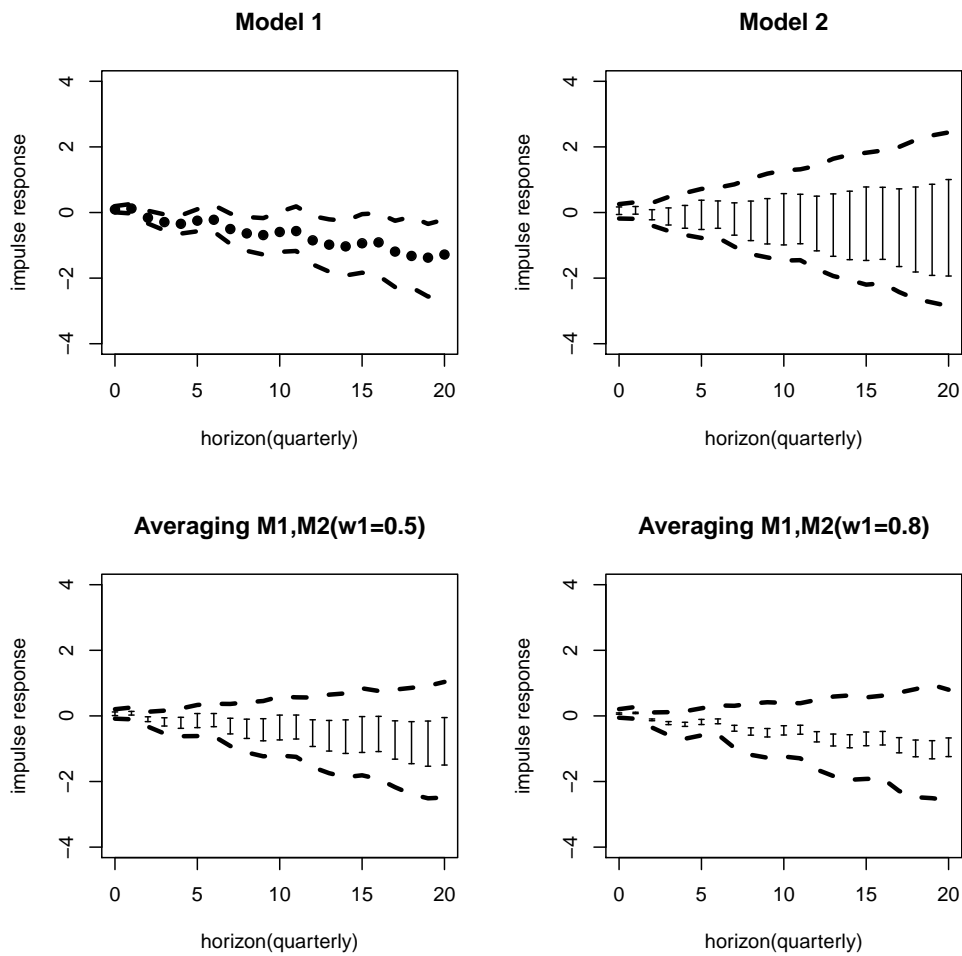 Model 1
impulse response
4
2
0
−2
−4
0 5 10 15 20
horizon(quarterly)
Model 2
impulse response
4
2
0
−2
−4
0 5 10 15 20
horizon(quarterly)
Averaging M1,M2(w1=0.5)
impulse response
4
2
0
−2
−4
0 5 10 15 20
horizon(quarterly)
Averaging M1,M2(w1=0.8)
impulse response
4
2
0
−2
−4
0 5 10 15 20
horizon(quarterly)